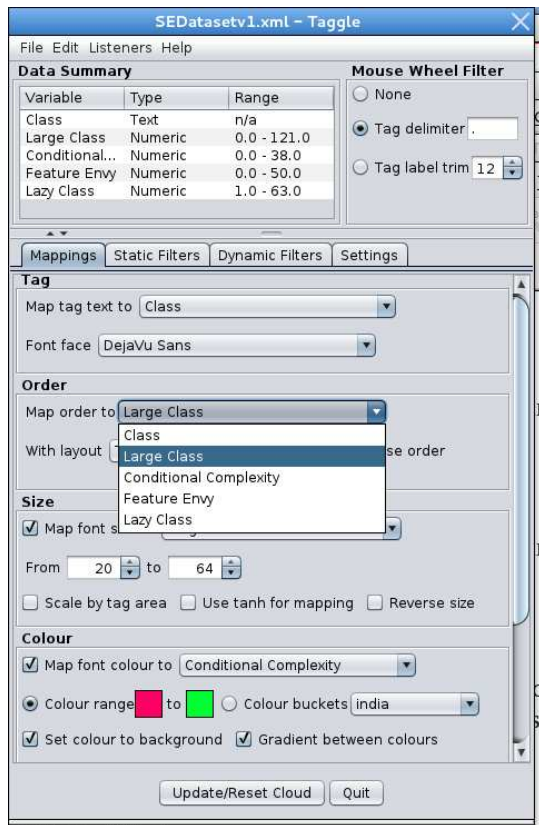 SEDatasetv1.xml – Taggle
File Edit Listeners Help
Data Summary
Variable Type Range
Class Text n/a
Large Class Numeric 0.0 - 121.0
Conditional... Numeric 0.0 - 38.0
Feature Envy Numeric 0.0 - 50.0
Lazy Class Numeric 1.0 - 63.0
Mouse Wheel Filter
None
Tag delimiter .
Tag label trim 12
Mappings Static Filters Dynamic Filters Settings
Tag
Map tag text to Class
Font face DejaVu Sans
Order
Map order to Large Class
Class
With layout se order
Large Class
Conditional Complexity
Feature Envy
Lazy Class
Size
Map font s
From 20 to 64
Scale by tag area Use tanh for mapping Reverse size
Colour
Map font colour to Conditional Complexity
Colour range to Colour buckets india
Set colour to background Gradient between colours
Update/Reset Cloud Quit